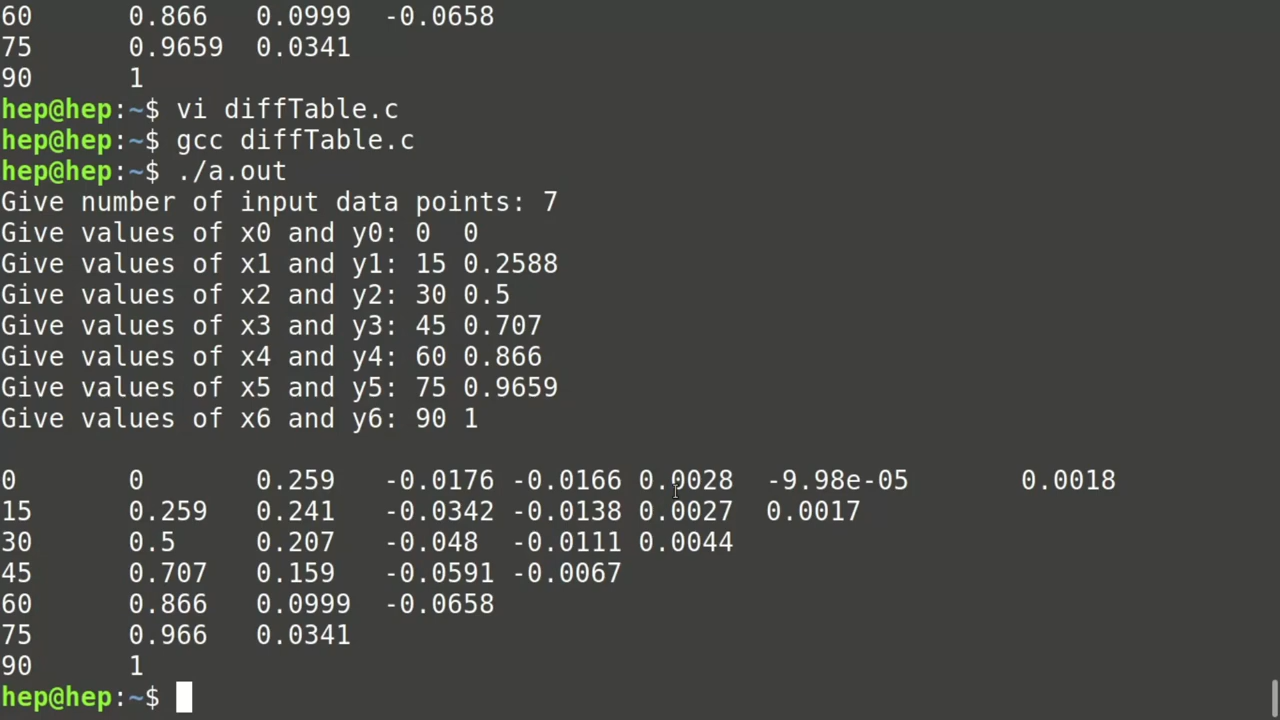 60      0.866   0.0999  -0.0658
75      0.9659  0.0341
90      1
hep@hep:~$ vi diffTable.c
hep@hep:~$ gcc diffTable.c
hep@hep:~$ ./a.out
Give number of input data points: 7
Give values of x0 and y0: 0  0
Give values of x1 and y1: 15 0.2588
Give values of x2 and y2: 30 0.5
Give values of x3 and y3: 45 0.707
Give values of x4 and y4: 60 0.866
Give values of x5 and y5: 75 0.9659
Give values of x6 and y6: 90 1
0       0       0.259   -0.0176 -0.0166 0.0028  -9.98e-05       0.0018
15      0.259   0.241   -0.0342 -0.0138 0.0027  0.0017
30      0.5     0.207   -0.048  -0.0111 0.0044
45      0.707   0.159   -0.0591 -0.0067
60      0.866   0.0999  -0.0658
75      0.966   0.0341
90      1
hep@hep:~$